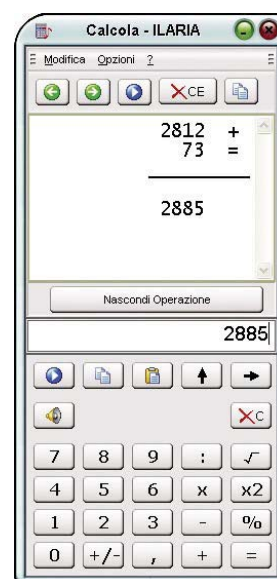 Calcola - ILARIA
Modifica Opzioni ?
CE
2812 +
73 =
2885
Nascondi Operazione
2885
C
7 8 9 : √
4 5 6 x x2
1 2 3 - %
0 +/- , + =